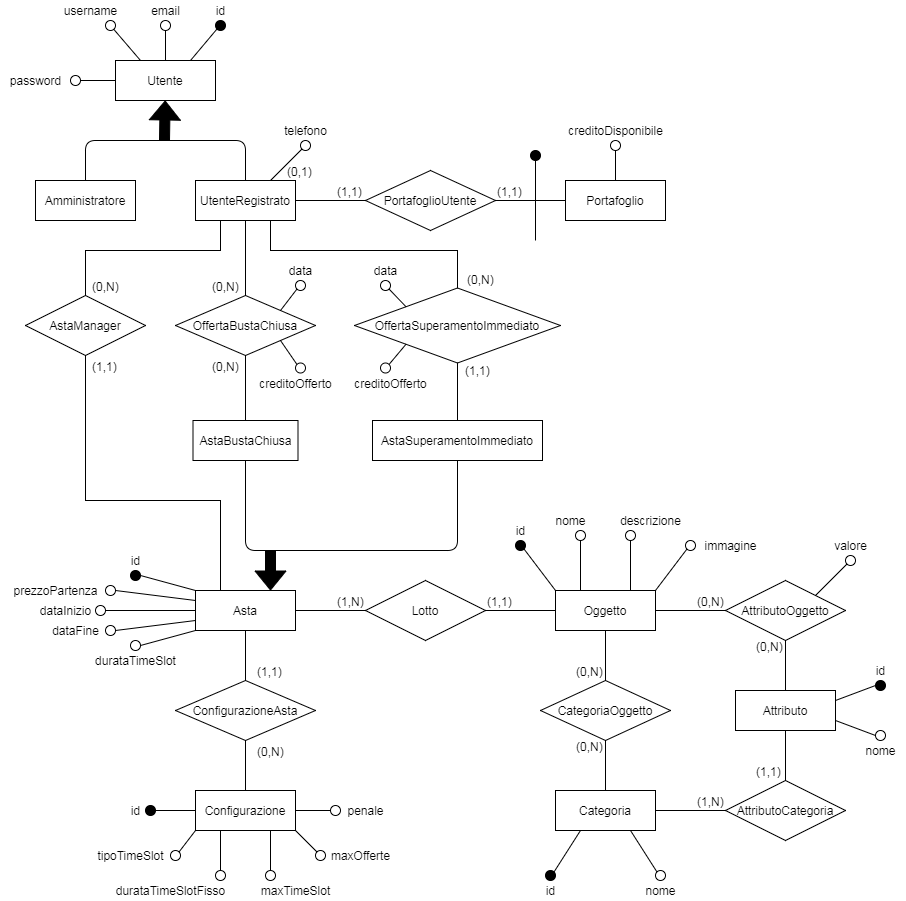 username
email
id
password
Utente
telefono
creditoDisponibile
(0,1)
Amministratore
UtenteRegistrato
(1,1)
PortafoglioUtente
(1,1)
Portafoglio
data
data
(0,N)
(0,N)
(0,N)
AstaManager
OffertaBustaChiusa
OffertaSuperamentoImmediato
(1,1)
(0,N)
(1,1)
creditoOfferto
creditoOfferto
AstaBustaChiusa
AstaSuperamentoImmediato
id
nome
descrizione
immagine
valore
id
prezzoPartenza
dataInizio
dataFine
durataTimeSlot
Asta
(1,N)
Lotto
(1,1)
Oggetto
(0,N)
AttributoOggetto
(0,N)
(1,1)
(0,N)
id
ConfigurazioneAsta
CategoriaOggetto
Attributo
nome
(0,N)
(0,N)
(1,1)
id
Configurazione
penale
Categoria
(1,N)
AttributoCategoria
tipoTimeSlot
maxOfferte
durataTimeSlotFisso
maxTimeSlot
id
nome